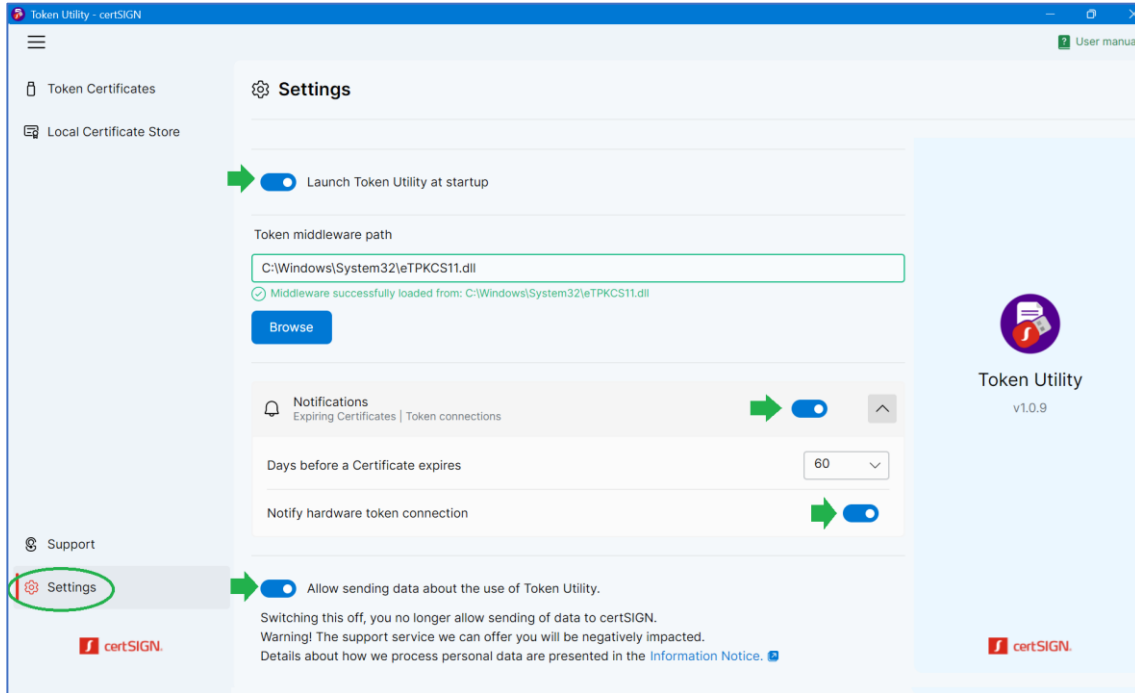 Token Utility - certSIGN
User manua
Token Certificates
Local Certificate Store
Settings
Launch Token Utility at startup
Token middleware path
C:\Windows\System32\eTPKCS11.dll
Middleware successfully loaded from: C:\Windows\System32\eTPKCS11.dll
Browse
Notifications
Expiring Certificates | Token connections
Days before a Certificate expires
60
Notify hardware token connection
Allow sending data about the use of Token Utility.
Switching this off, you no longer allow sending of data to certSIGN.
Warning! The support service we can offer you will be negatively impacted.
Details about how we process personal data are presented in the Information Notice.
Token Utility
v1.0.9
certSIGN.
Support
Settings
certSIGN.